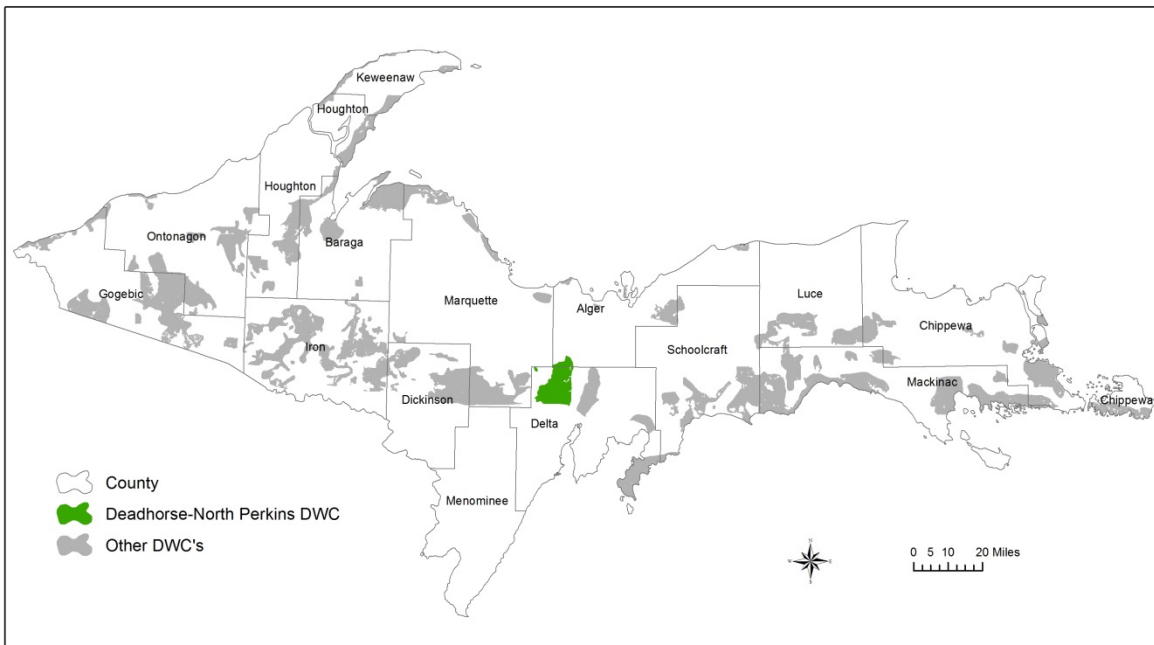 Keweenaw
Houghton
Houghton
Ontonagon
Baraga
Gogebic
Marquette
Alger
Luce
Chippewa
Iron
Schoolcraft
Dickinson
Mackinac
Chippewa
Delta
Menominee
County
Deadhorse-North Perkins DWC
Other DWC's
N
W E
S
0 5 10 20 Miles